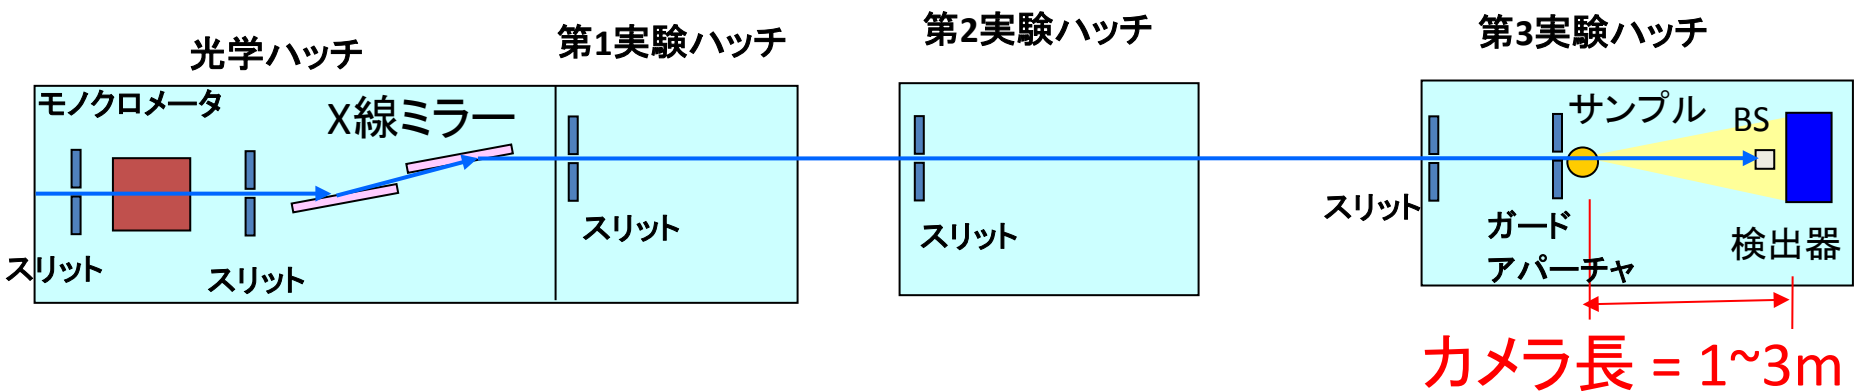 光学ハッチ
第1実験ハッチ
第2実験ハッチ
第3実験ハッチ
モノクロメータ
X線ミラー
サンプル
BS
スリット
スリット
スリット
スリット
スリット
ガード
アパーチャ
検出器
カメラ長 = 1~3m